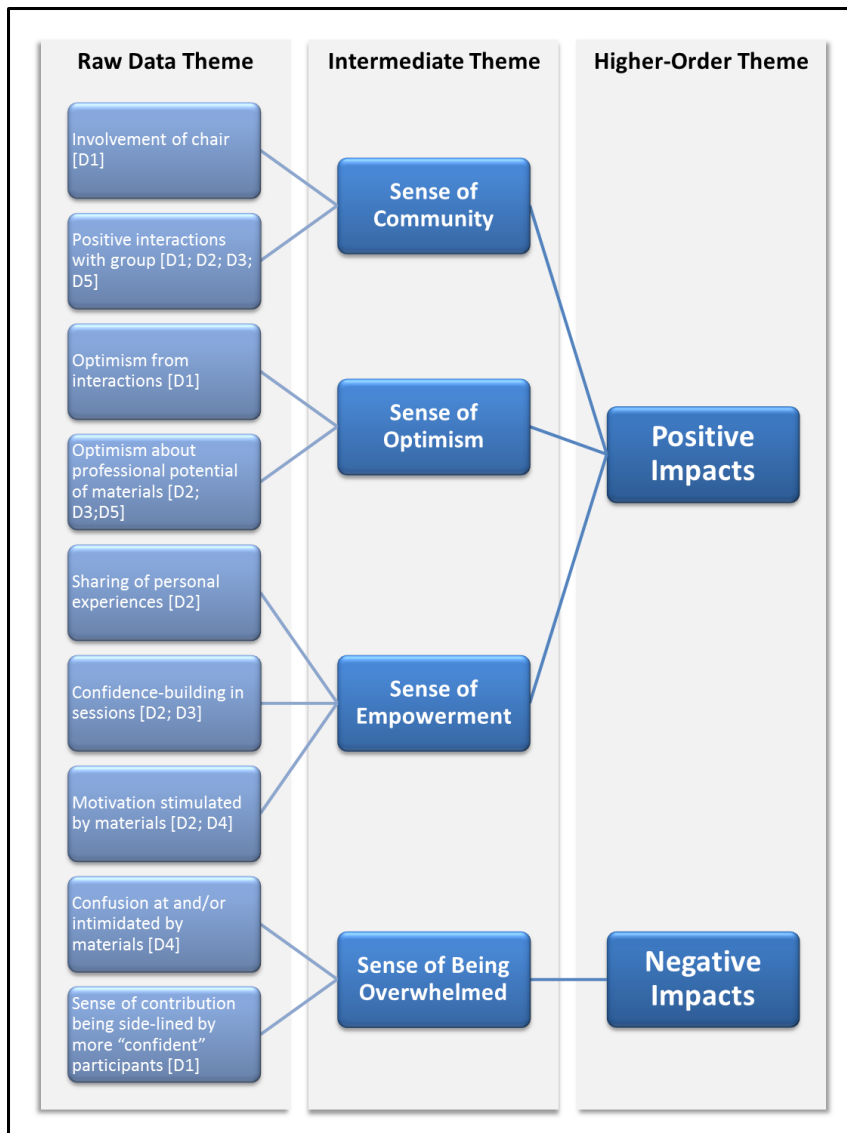 Raw Data Theme
Intermediate Theme
Higher-Order Theme
Involvement of chair
[D1]
Positive interactions
with group [D1; D2; D3;
D5]
Optimism from
interactions [D1]
Optimism about
professional potential
of materials [D2;
D3;D5]
Sharing of personal
experiences [D2]
Confidence-building in
sessions [D2; D3]
Motivation stimulated
by materials [D2; D4]
Confusion at and/or
intimidated by
materials [D4]
Sense of contribution
being side-lined by
more “confident”
participants [D1]
Sense of
Community
Sense of
Optimism
Sense of
Empowerment
Sense of Being
Overwhelmed
Positive
Impacts
Negative
Impacts